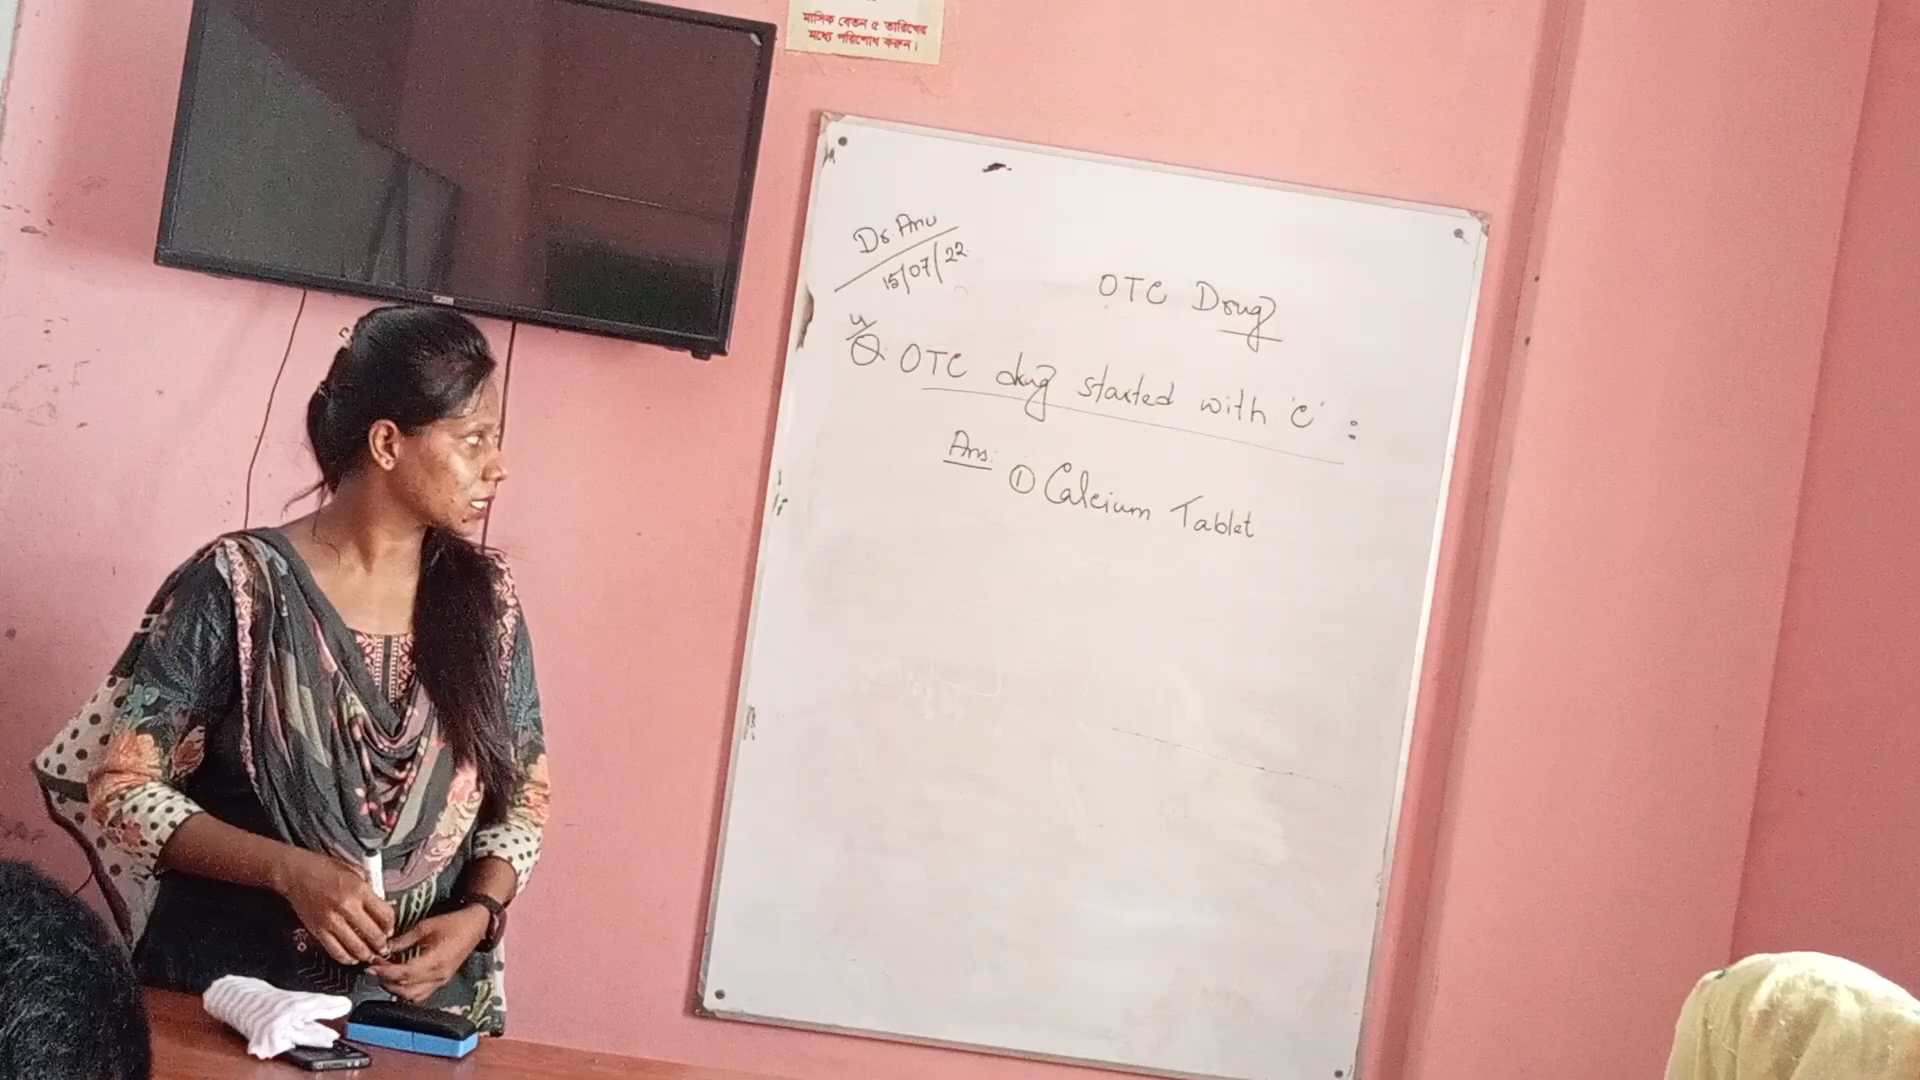 মাসিক বেতন ৫ তারিখের
মধ্যে পরিশোধ করুন।
Dr. Anu
15/07/22
OTC Drug
Q. OTC drug started with 'C' :
Ans:
① Calcium Tablet